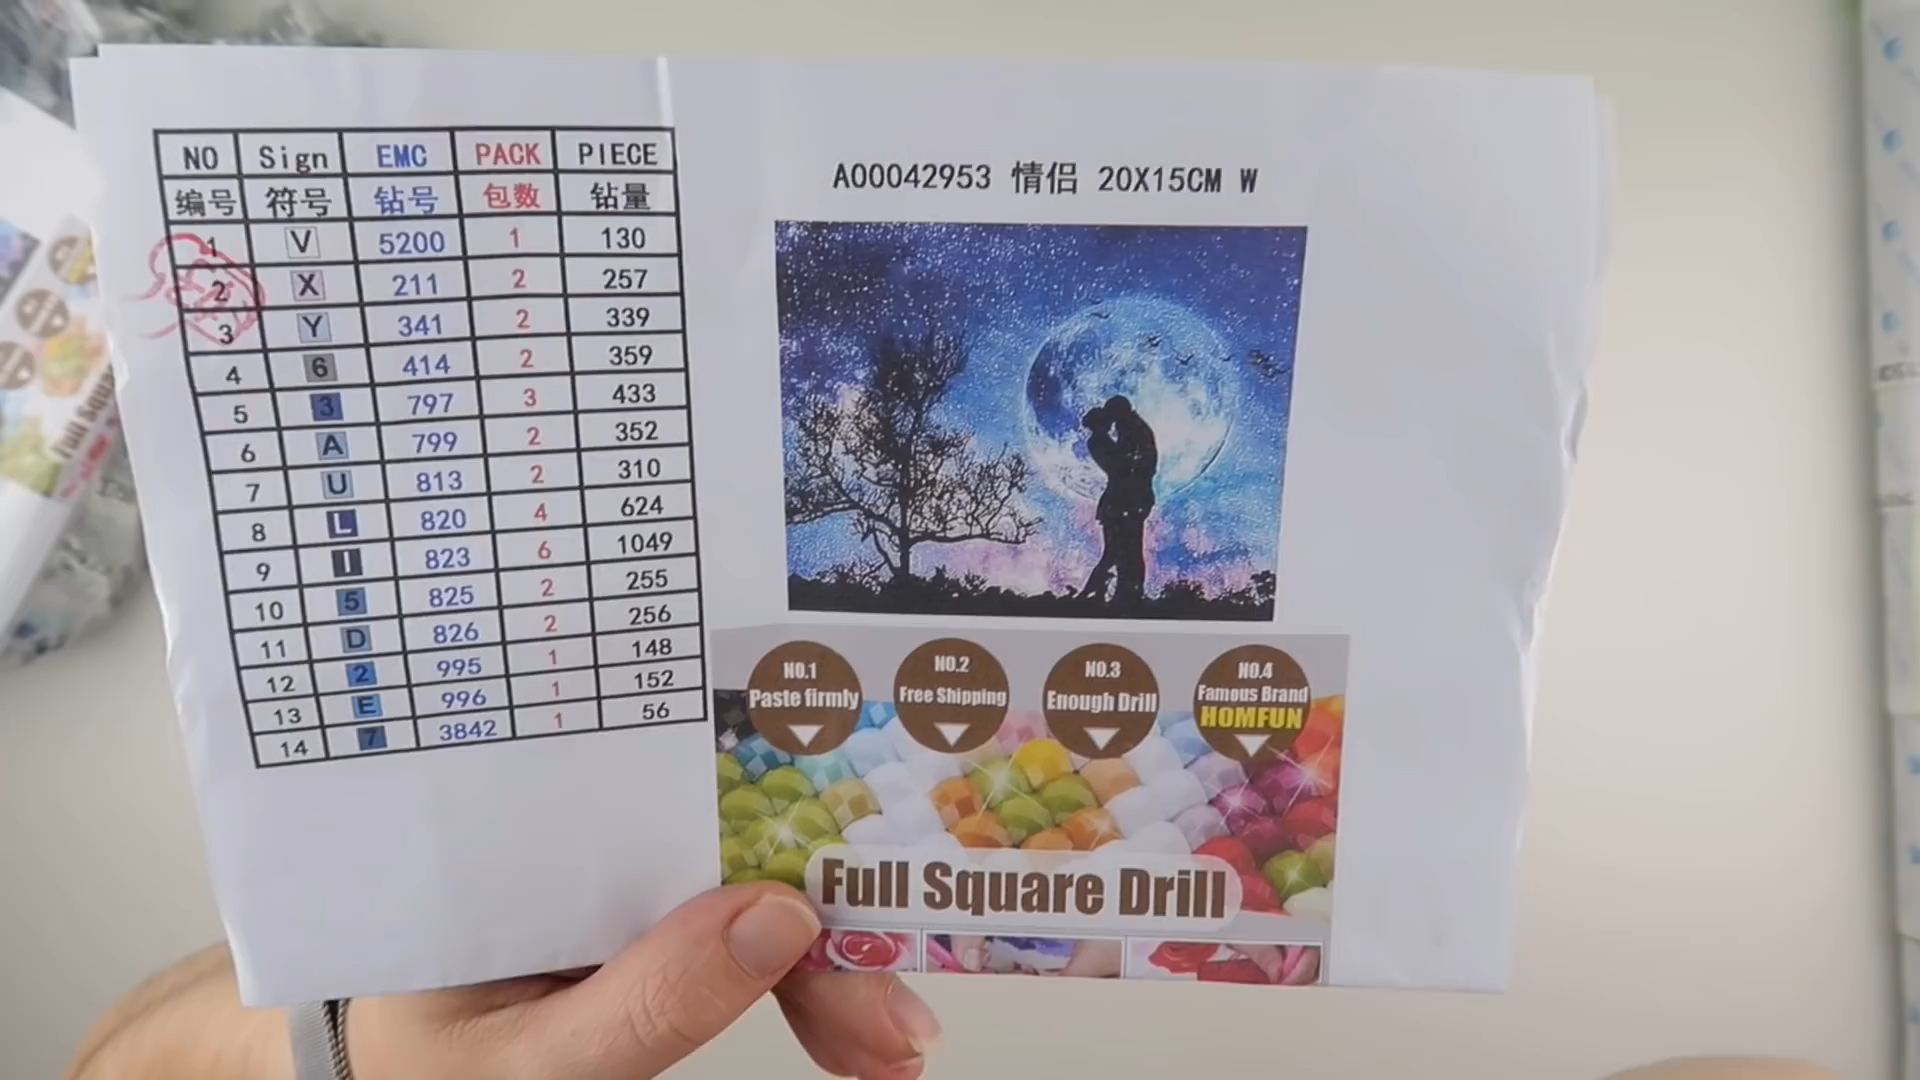 NO Sign EMC PACK PIECE
编号 符号 钻号 包数 钻量
1 V 5200 1 130
2 X 211 2 257
3 Y 341 2 339
4 6 414 2 359
5 3 797 3 433
6 A 799 2 352
7 U 813 2 310
8 L 820 4 624
9 I 823 6 1049
10 5 825 2 255
11 D 826 2 256
12 2 995 1 148
13 E 996 1 152
14 7 3842 1 56
A00042953 情侣 20X15CM W
NO.1
Paste firmly
NO.2
Free Shipping
NO.3
Enough Drill
NO.4
Famous Brand
HOMFUN
Full Square Drill